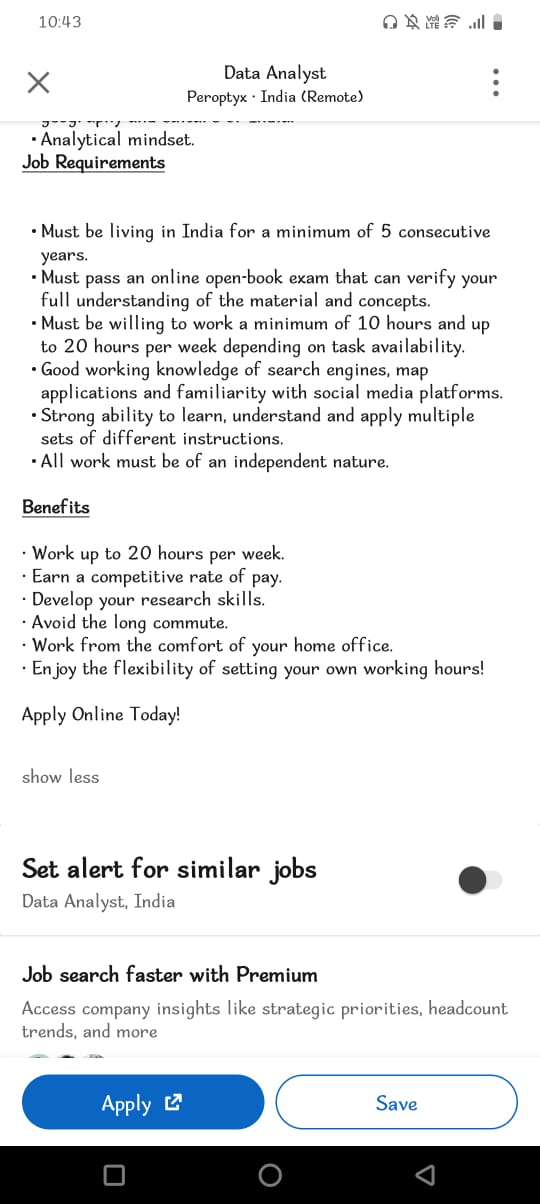 10:43
Vo)
LTE
Data Analyst
Peroptyx · India (Remote)
• Analytical mindset.
Job Requirements
• Must be living in India for a minimum of 5 consecutive
years.
• Must pass an online open-book exam that can verify your
full understanding of the material and concepts.
• Must be willing to work a minimum of 10 hours and up
to 20 hours per week depending on task availability.
• Good working knowledge of search engines, map
applications and familiarity with social media platforms.
• Strong ability to learn, understand and apply multiple
sets of different instructions.
• All work must be of an independent nature.
Benefits
· Work up to 20 hours per week.
· Earn a competitive rate of pay.
· Develop your research skills.
· Avoid the long commute.
· Work from the comfort of your home office.
· Enjoy the flexibility of setting your own working hours!
Apply Online Today!
show less
Set alert for similar jobs
Data Analyst, India
Job search faster with Premium
Access company insights like strategic priorities, headcount
trends, and more
Apply
Save